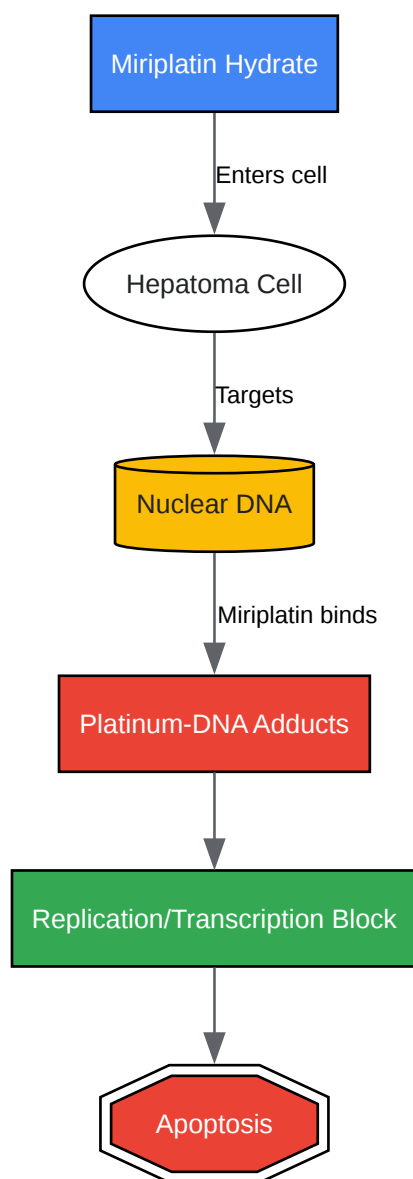 Miriplatin Hydrate
Enters cell
Hepatoma Cell
Targets
Nuclear DNA
Miriplatin binds
Platinum-DNA Adducts
Replication/Transcription Block
Apoptosis